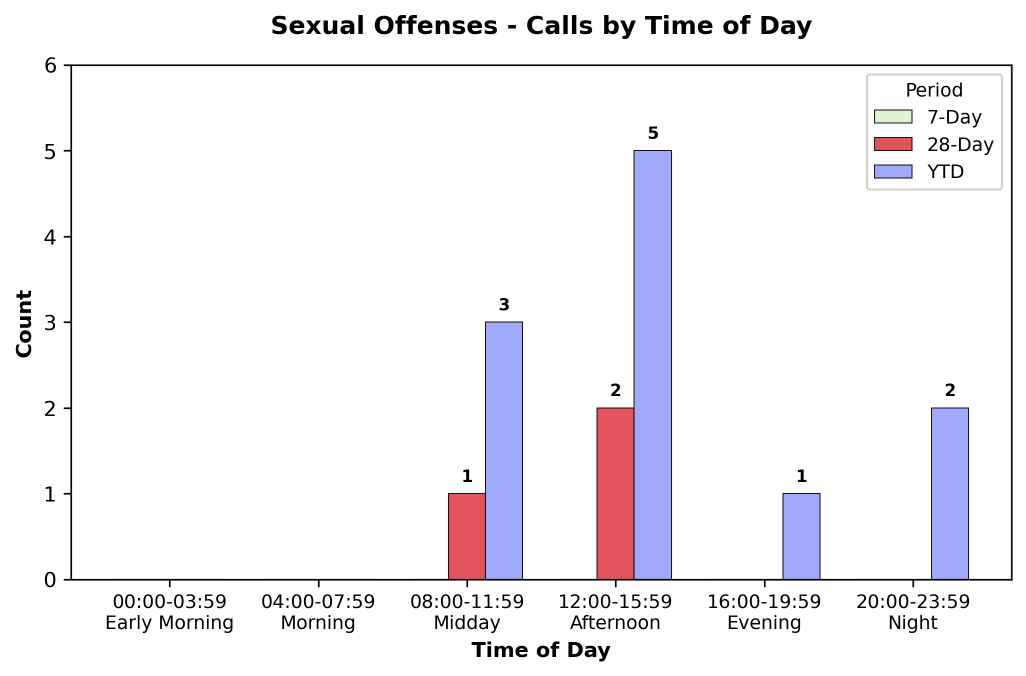 Sexual Offenses - Calls by Time of Day
6
5
4
3
2
1
0
Count
Period
7-Day
28-Day
YTD
1
3
2
5
1
2
00:00-03:59
Early Morning
04:00-07:59
Morning
08:00-11:59
Midday
12:00-15:59
Afternoon
16:00-19:59
Evening
20:00-23:59
Night
Time of Day